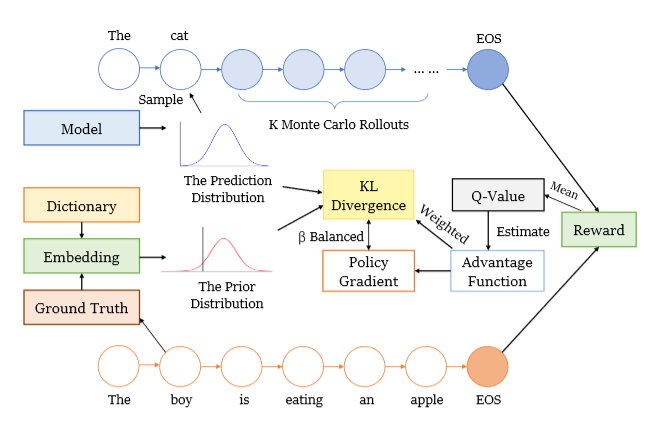 The cat EOS
... ...
Sample
K Monte Carlo Rollouts
Model
The Prediction
Distribution
KL
Divergence
Q-Value
Mean
Dictionary
Weighted
Estimate
Reward
β Balanced
Embedding
Policy
Gradient
Advantage
Function
The Prior
Distribution
Ground Truth
The boy is eating an apple EOS